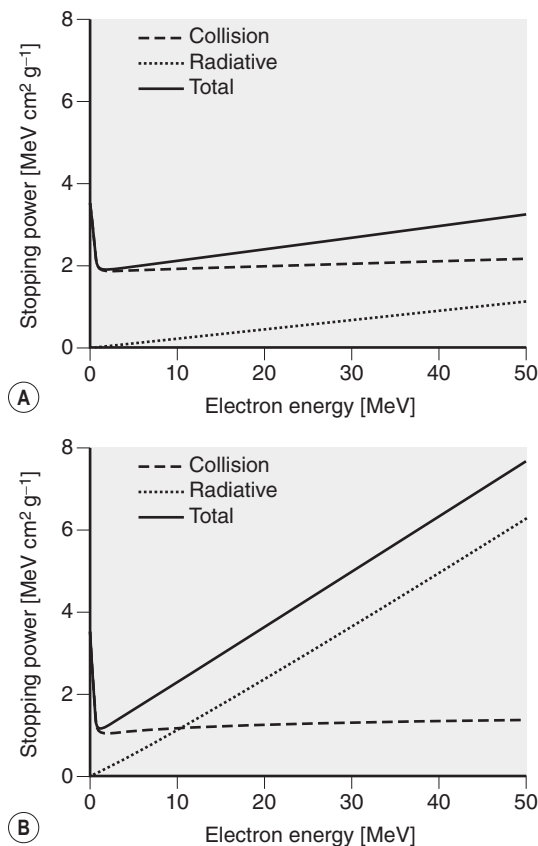 8
Collision
Radiative
Total
6
4
2
0
Stopping power [MeV cm² g⁻¹]
0 10 20 30 40 50
Electron energy [MeV]
A
8
Collision
Radiative
Total
6
4
2
0
Stopping power [MeV cm² g⁻¹]
0 10 20 30 40 50
Electron energy [MeV]
B